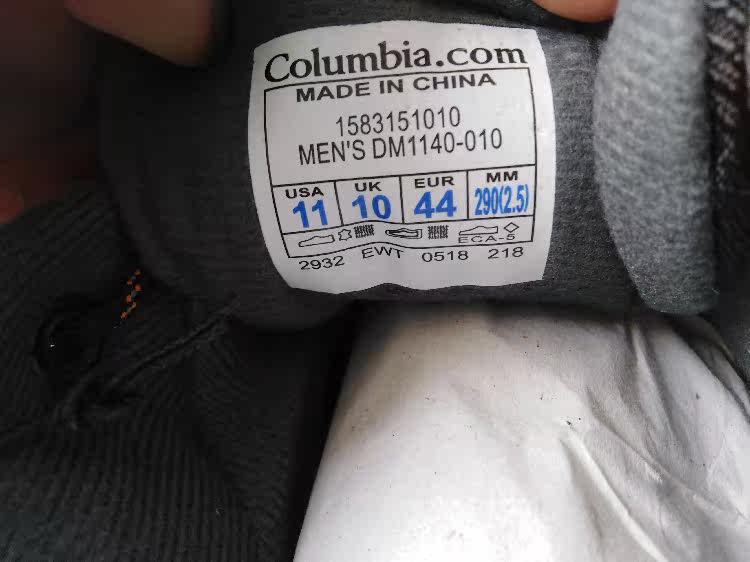 Columbia.com
MADE IN CHINA
1583151010
MEN'S DM1140-010
USA UK EUR MM
11 10 44 290(2.5)
ECA-5
2932 EWT 0518 218